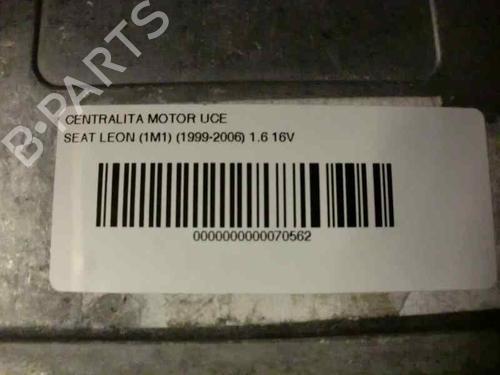 B-PARTS
CENTRALITA MOTOR UCE
SEAT LEON (1M1) (1999-2006) 1.6 16V
0000000000070562